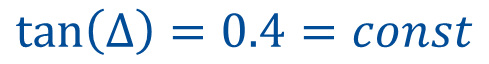 tan(Δ) = 0.4 = const